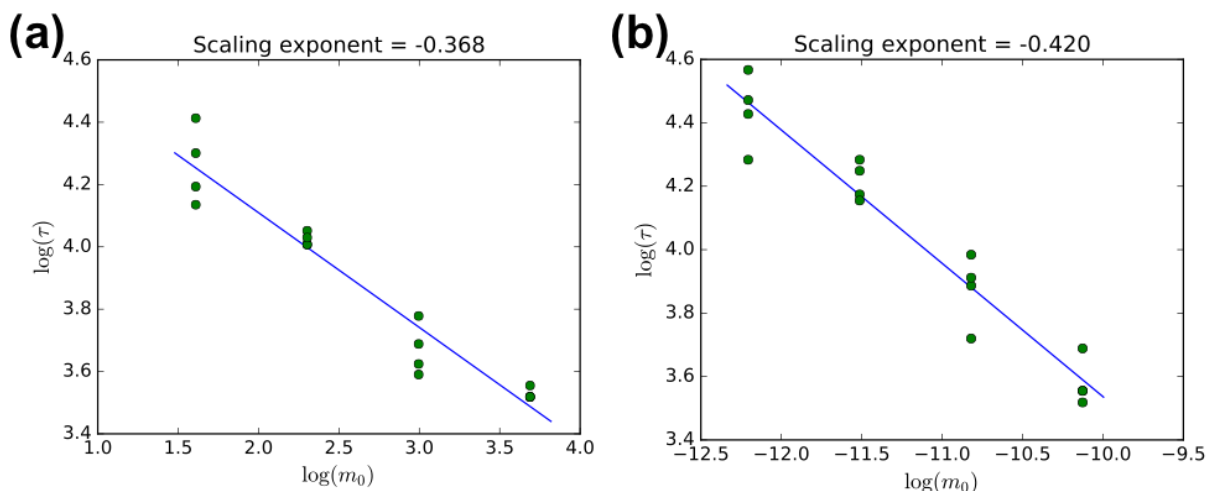 (a)
Scaling exponent = -0.368
4.6
4.4
4.2
4.0
3.8
3.6
3.4
log(τ)
1.0 1.5 2.0 2.5 3.0 3.5 4.0
log(m₀)
(b)
Scaling exponent = -0.420
4.6
4.4
4.2
4.0
3.8
3.6
3.4
log(τ)
−12.5 −12.0 −11.5 −11.0 −10.5 −10.0 −9.5
log(m₀)